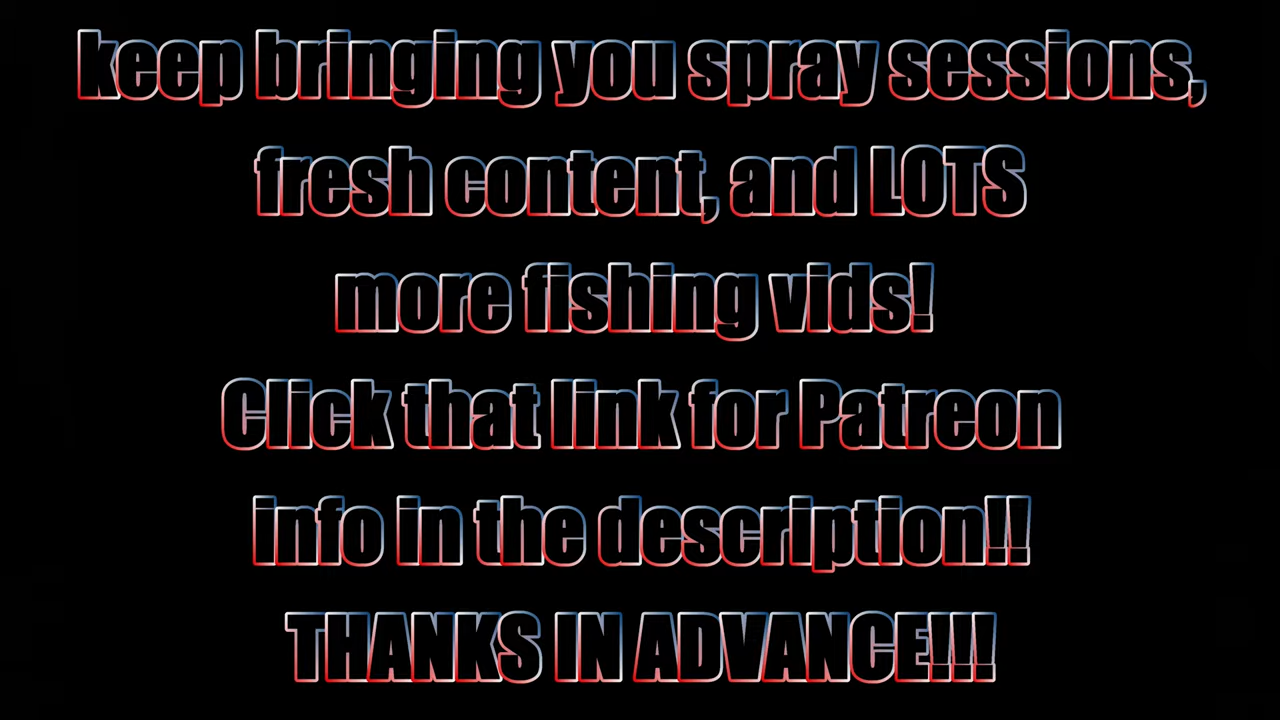 keep bringing you spray sessions,
fresh content, and LOTS
more fishing vids!
Click that link for Patreon
info in the description!!
THANKS IN ADVANCE!!!